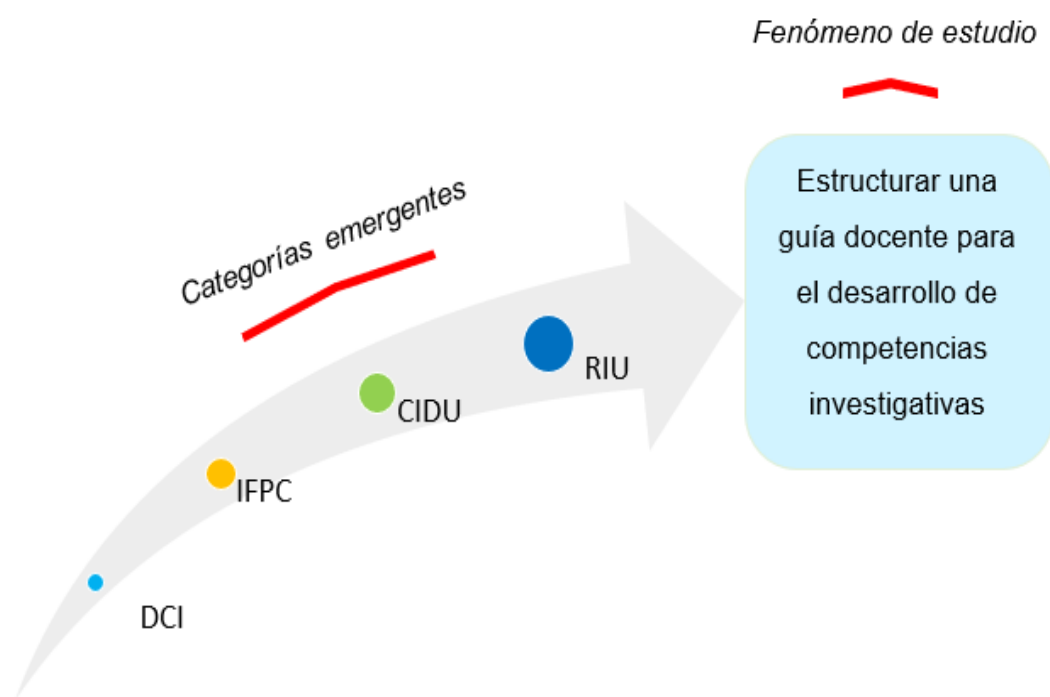 Fenómeno de estudio
Estructurar una
guía docente para
el desarrollo de
competencias
investigativas
Categorías emergentes
RIU
CIDU
IFPC
DCI